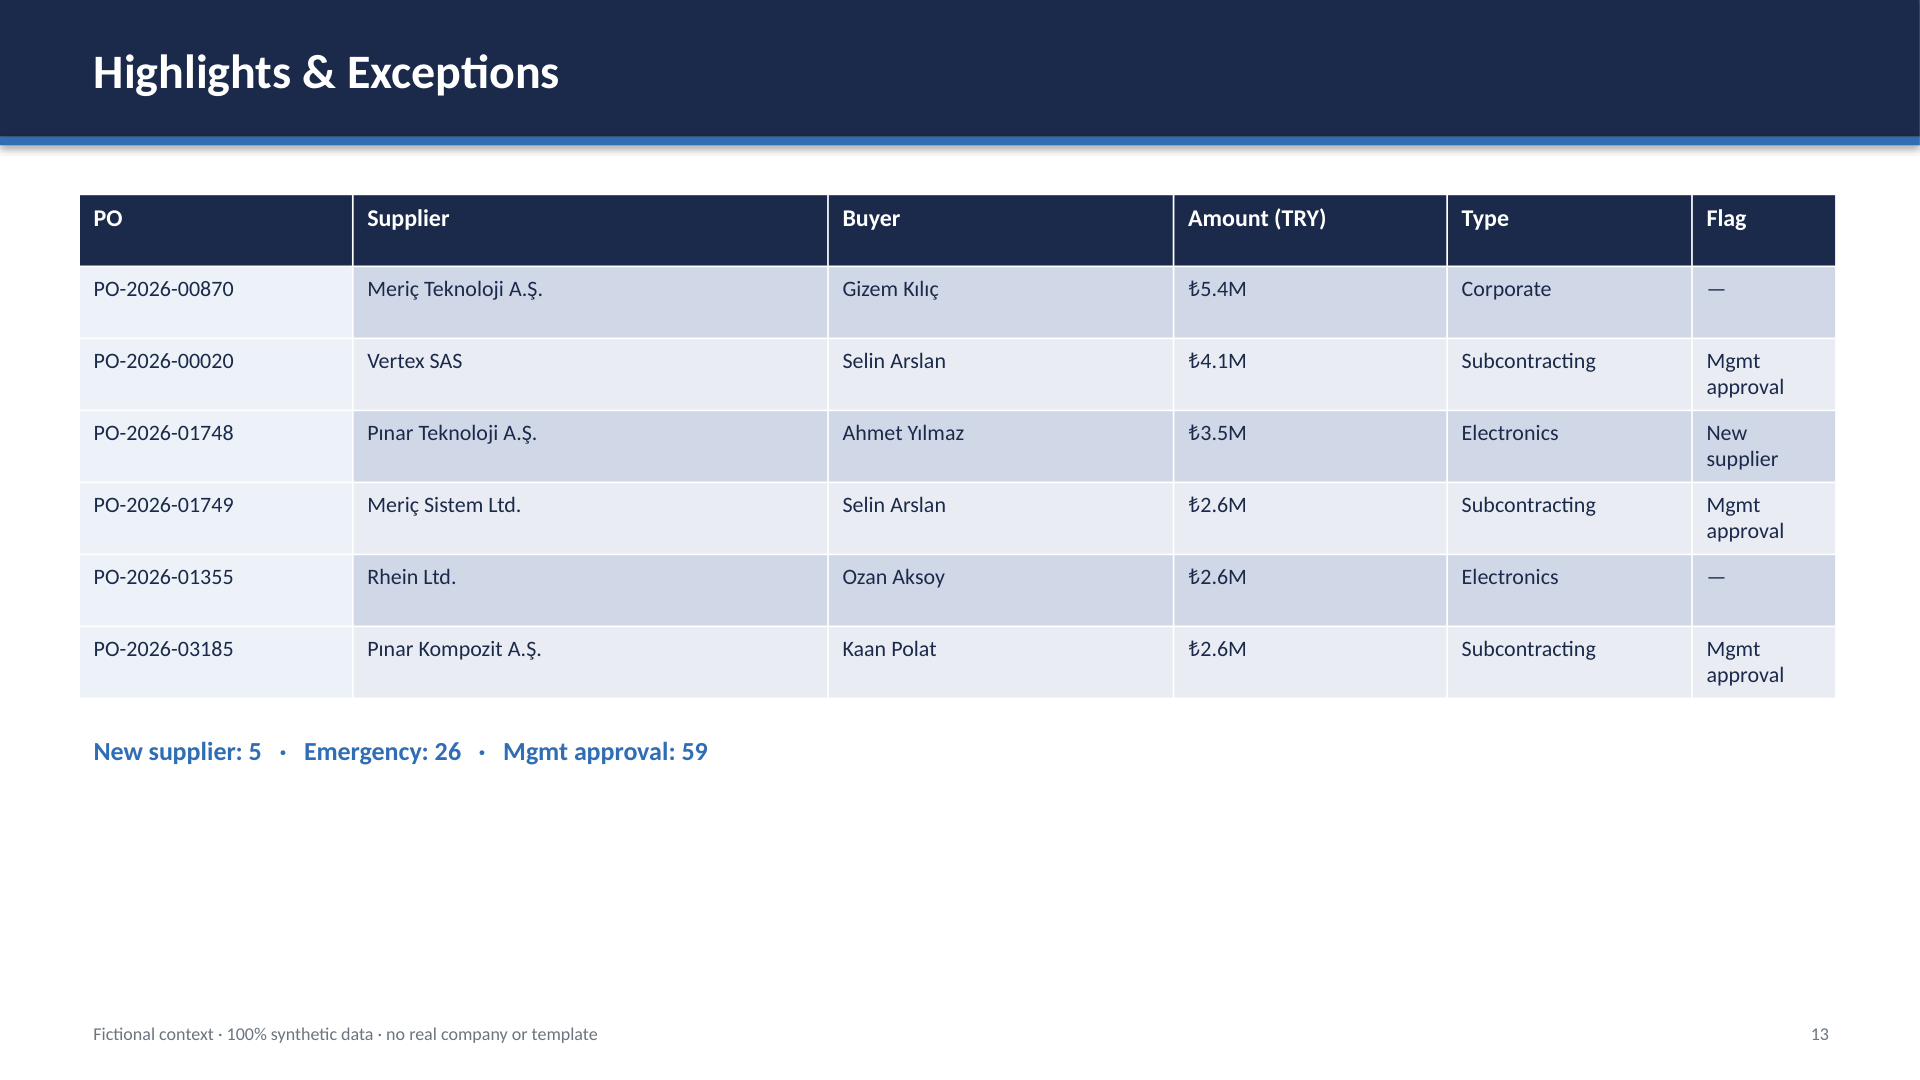 Highlights & Exceptions
PO Supplier Buyer Amount (TRY) Type Flag
PO-2026-00870 Meriç Teknoloji A.Ş. Gizem Kılıç ₺5.4M Corporate —
PO-2026-00020 Vertex SAS Selin Arslan ₺4.1M Subcontracting Mgmt
approval
PO-2026-01748 Pınar Teknoloji A.Ş. Ahmet Yılmaz ₺3.5M Electronics New
supplier
PO-2026-01749 Meriç Sistem Ltd. Selin Arslan ₺2.6M Subcontracting Mgmt
approval
PO-2026-01355 Rhein Ltd. Ozan Aksoy ₺2.6M Electronics —
PO-2026-03185 Pınar Kompozit A.Ş. Kaan Polat ₺2.6M Subcontracting Mgmt
approval
New supplier: 5 · Emergency: 26 · Mgmt approval: 59
Fictional context · 100% synthetic data · no real company or template 13